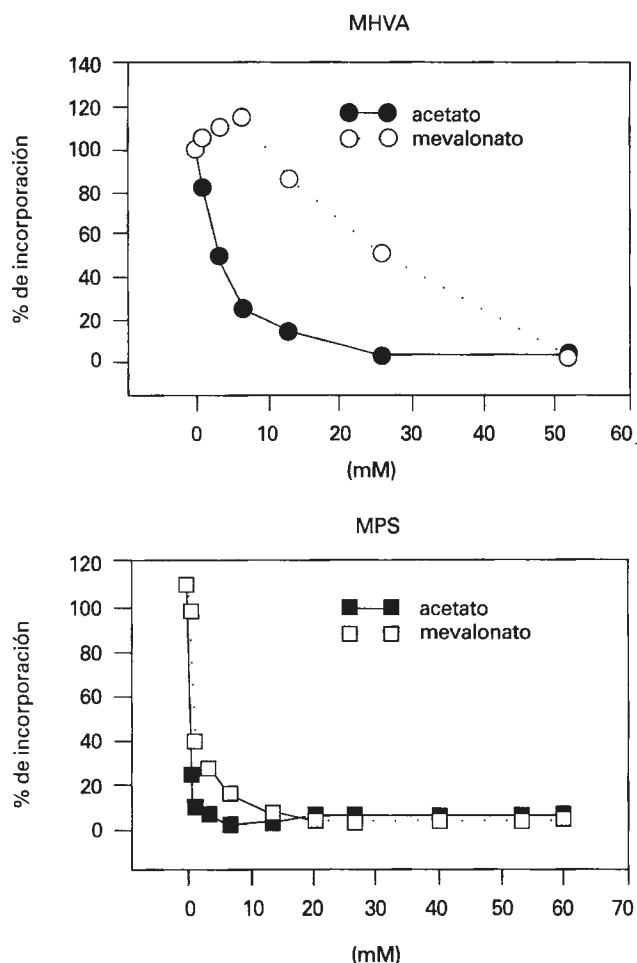 MHVA
140
120
100
80
60
40
20
0
% de incorporación
acetato
mevalonato
0 10 20 30 40 50 60
(mM)
MPS
120
100
80
60
40
20
0
% de incorporación
acetato
mevalonato
0 10 20 30 40 50 60 70
(mM)